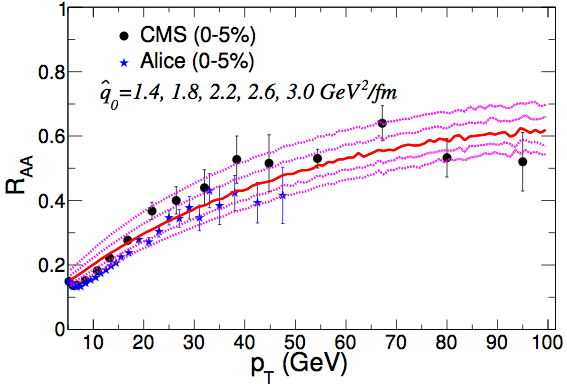 CMS (0-5%)
Alice (0-5%)
q̂₀=1.4, 1.8, 2.2, 2.6, 3.0 GeV²/fm
R_AA
1
0.8
0.6
0.4
0.2
0
10 20 30 40 50 60 70 80 90 100
p_T (GeV)